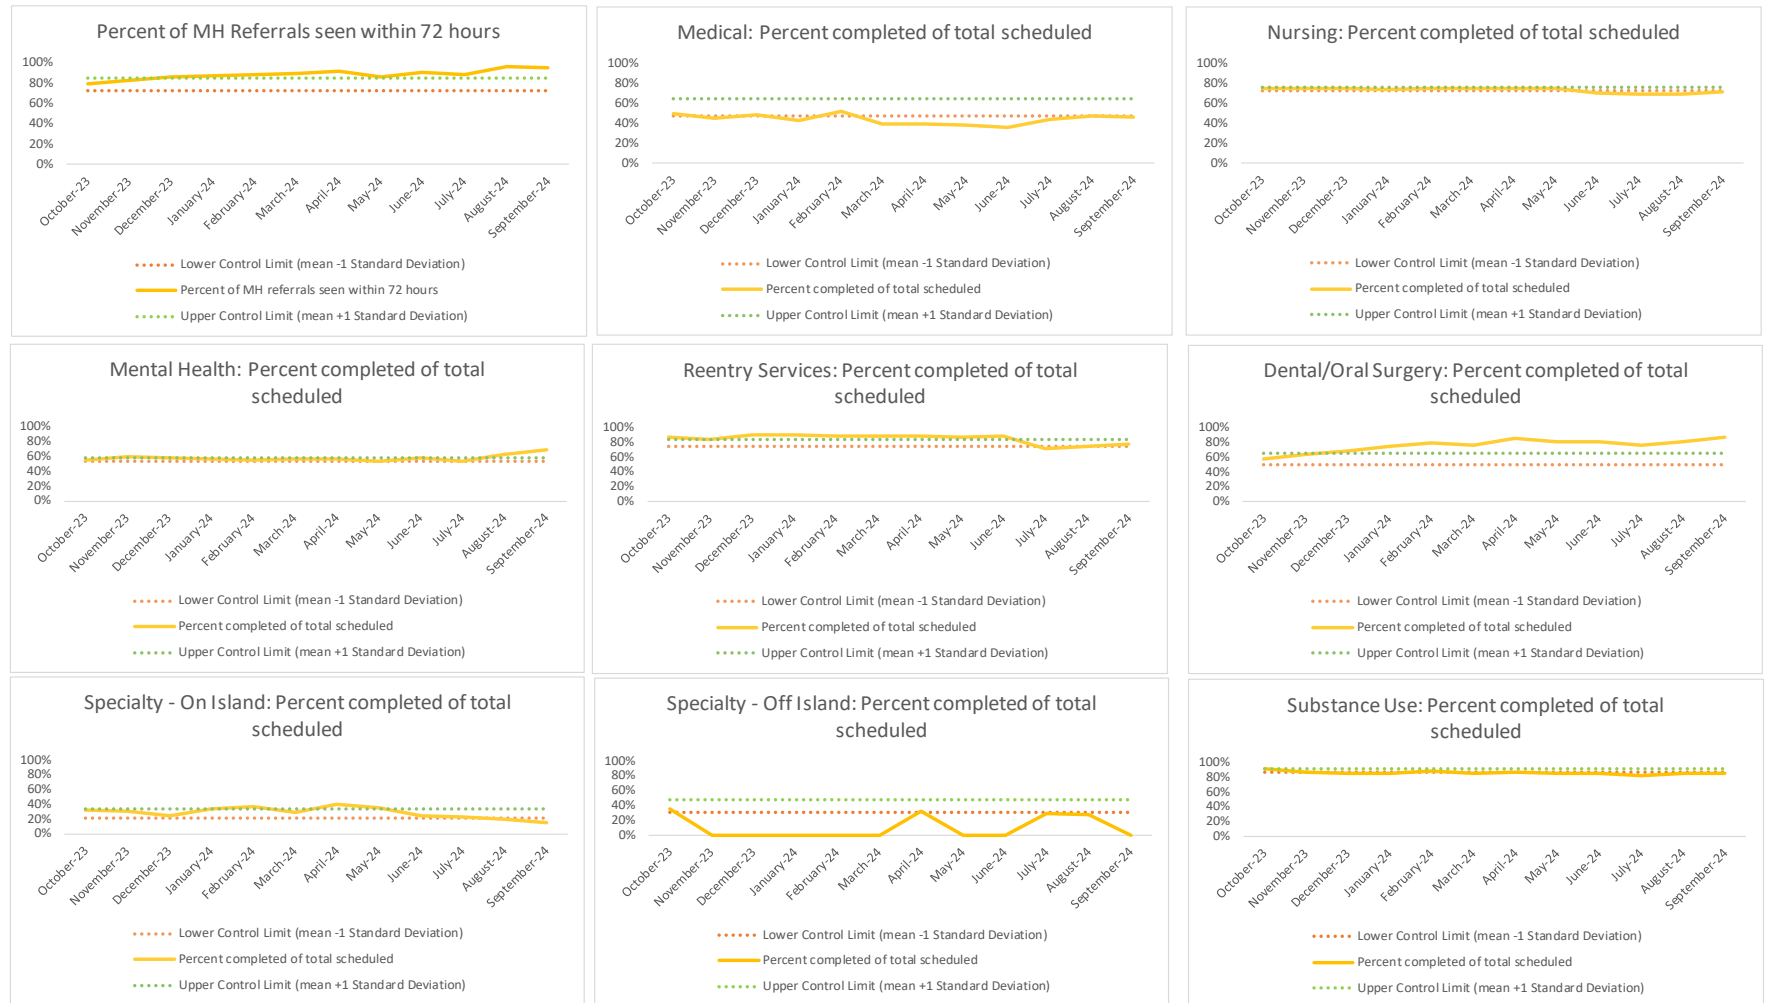 Percent of MH Referrals seen within 72 hours
100%
80%
60%
40%
20%
0%
October-23
November-23
December-23
January-24
February-24
March-24
April-24
May-24
June-24
July-24
August-24
September-24
Lower Control Limit (mean -1 Standard Deviation)
Percent of MH referrals seen within 72 hours
Upper Control Limit (mean +1 Standard Deviation)
Medical: Percent completed of total scheduled
100%
80%
60%
40%
20%
0%
October-23
November-23
December-23
January-24
February-24
March-24
April-24
May-24
June-24
July-24
August-24
September-24
Lower Control Limit (mean -1 Standard Deviation)
Percent completed of total scheduled
Upper Control Limit (mean +1 Standard Deviation)
Nursing: Percent completed of total scheduled
100%
80%
60%
40%
20%
0%
October-23
November-23
December-23
January-24
February-24
March-24
April-24
May-24
June-24
July-24
August-24
September-24
Lower Control Limit (mean -1 Standard Deviation)
Percent completed of total scheduled
Upper Control Limit (mean +1 Standard Deviation)
Mental Health: Percent completed of total
scheduled
100%
80%
60%
40%
20%
0%
October-23
November-23
December-23
January-24
February-24
March-24
April-24
May-24
June-24
July-24
August-24
September-24
Lower Control Limit (mean -1 Standard Deviation)
Percent completed of total scheduled
Upper Control Limit (mean +1 Standard Deviation)
Reentry Services: Percent completed of total
scheduled
100%
80%
60%
40%
20%
0%
October-23
November-23
December-23
January-24
February-24
March-24
April-24
May-24
June-24
July-24
August-24
September-24
Lower Control Limit (mean -1 Standard Deviation)
Percent completed of total scheduled
Upper Control Limit (mean +1 Standard Deviation)
Dental/Oral Surgery: Percent completed of total
scheduled
100%
80%
60%
40%
20%
0%
October-23
November-23
December-23
January-24
February-24
March-24
April-24
May-24
June-24
July-24
August-24
September-24
Lower Control Limit (mean -1 Standard Deviation)
Percent completed of total scheduled
Upper Control Limit (mean +1 Standard Deviation)
Specialty - On Island: Percent completed of total
scheduled
100%
80%
60%
40%
20%
0%
October-23
November-23
December-23
January-24
February-24
March-24
April-24
May-24
June-24
July-24
August-24
September-24
Lower Control Limit (mean -1 Standard Deviation)
Percent completed of total scheduled
Upper Control Limit (mean +1 Standard Deviation)
Specialty - Off Island: Percent completed of total
scheduled
100%
80%
60%
40%
20%
0%
October-23
November-23
December-23
January-24
February-24
March-24
April-24
May-24
June-24
July-24
August-24
September-24
Lower Control Limit (mean -1 Standard Deviation)
Percent completed of total scheduled
Upper Control Limit (mean +1 Standard Deviation)
Substance Use: Percent completed of total
scheduled
100%
80%
60%
40%
20%
0%
October-23
November-23
December-23
January-24
February-24
March-24
April-24
May-24
June-24
July-24
August-24
September-24
Lower Control Limit (mean -1 Standard Deviation)
Percent completed of total scheduled
Upper Control Limit (mean +1 Standard Deviation)